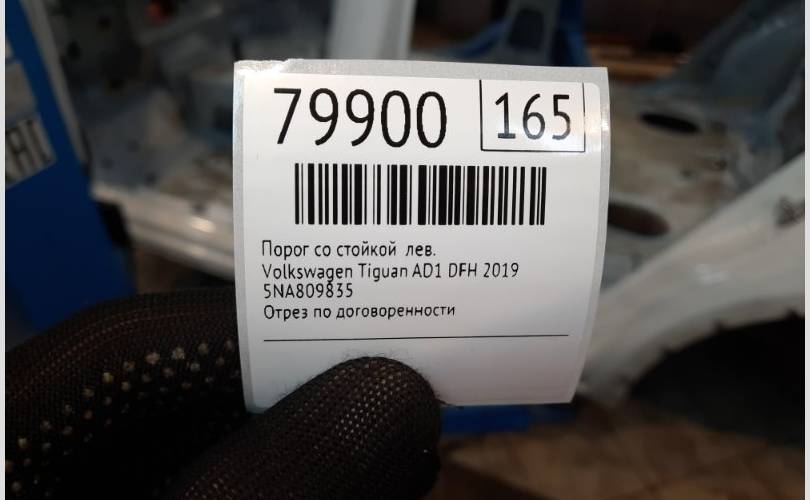 79900 165
Порог со стойкой лев.
Volkswagen Tiguan AD1 DFH 2019
5NA809835
Отрез по договоренности